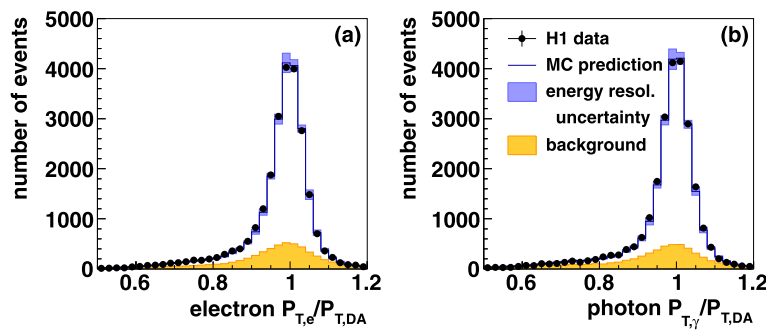 number of events
5000
4000
3000
2000
1000
0
(a)
0.6
0.8
1
1.2
electron P_T,e/P_T,DA
number of events
5000
4000
3000
2000
1000
0
(b)
H1 data
MC prediction
energy resol.
uncertainty
background
0.6
0.8
1
1.2
photon P_T,γ/P_T,DA